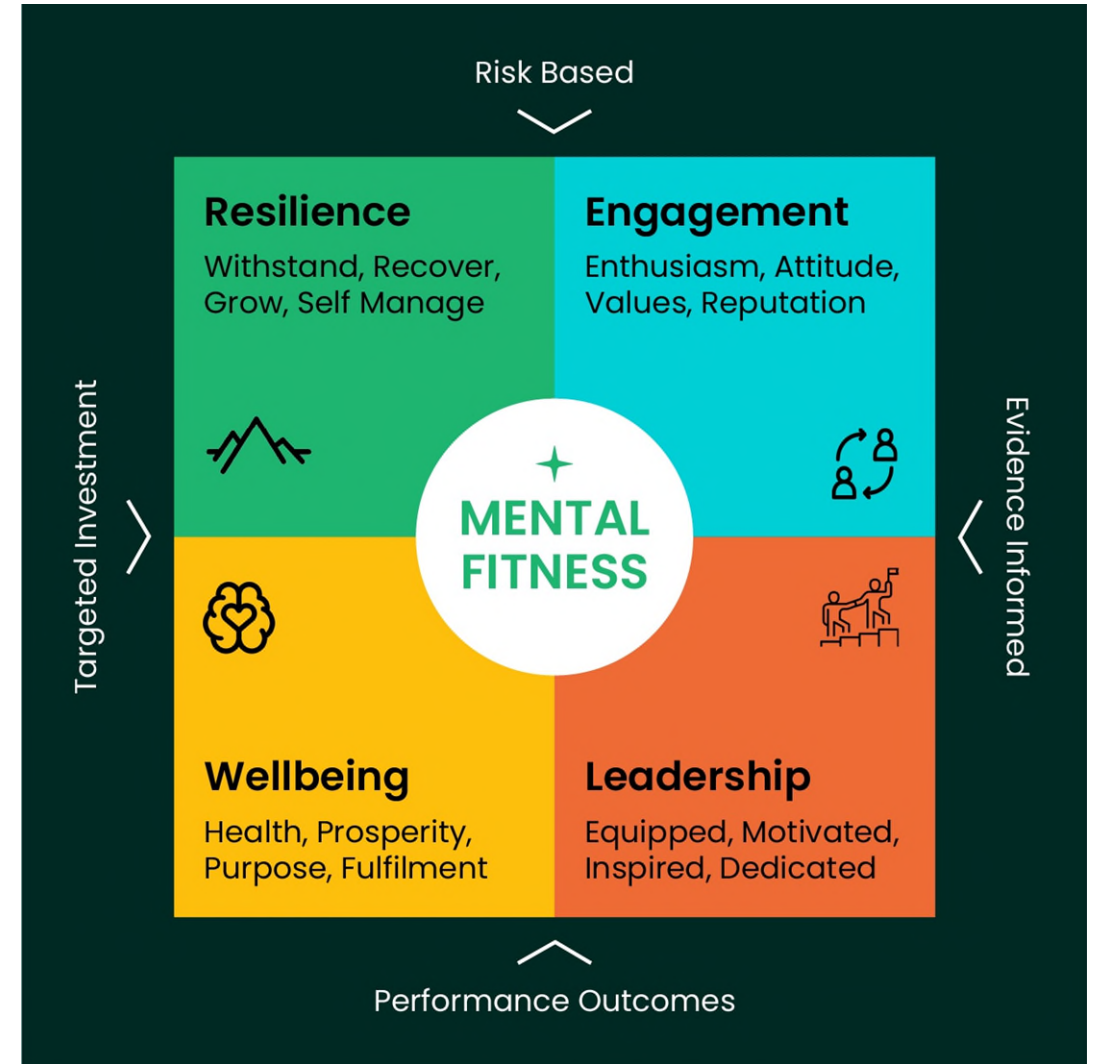 Risk Based
Resilience
Withstand, Recover,
Grow, Self Manage
Engagement
Enthusiasm, Attitude,
Values, Reputation
Targeted Investment
MENTAL
FITNESS
Evidence Informed
Wellbeing
Health, Prosperity,
Purpose, Fulfilment
Leadership
Equipped, Motivated,
Inspired, Dedicated
Performance Outcomes